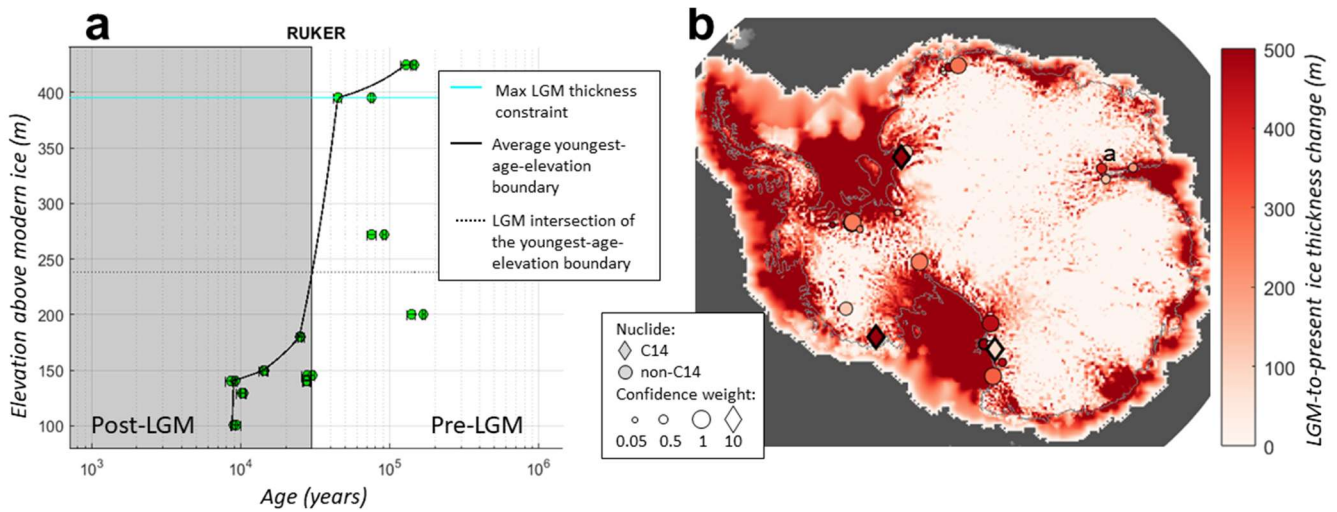 a
RUKER
Elevation above modern ice (m)
400
350
300
250
200
150
100
Max LGM thickness
constraint
Average youngest-
age-elevation
boundary
LGM intersection of
the youngest-age-
elevation boundary
Post-LGM
Pre-LGM
10³
10⁴
10⁵
10⁶
Age (years)
b
a
Nuclide:
C14
non-C14
Confidence weight:
0.05 0.5 1 10
500
400
300
200
100
0
LGM-to-present ice thickness change (m)